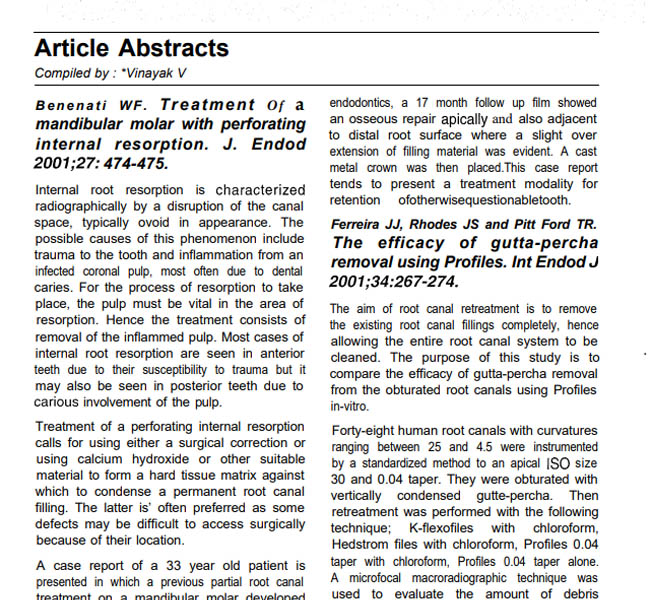 Article Abstracts
Compiled by : *Vinayak V
Benenati WF. Treatment Of a
mandibular molar with perforating
internal resorption. J. Endod
2001;27: 474-475.
Internal root resorption is characterized
radiographically by a disruption of the canal
space, typically ovoid in appearance. The
possible causes of this phenomenon include
trauma to the tooth and inflammation from an
infected coronal pulp, most often due to dental
caries. For the process of resorption to take
place, the pulp must be vital in the area of
resorption. Hence the treatment consists of
removal of the inflammed pulp. Most cases of
internal root resorption are seen in anterior
teeth due to their susceptibility to trauma but it
may also be seen in posterior teeth due to
carious involvement of the pulp.
Treatment of a perforating internal resorption
calls for using either a surgical correction or
using calcium hydroxide or other suitable
material to form a hard tissue matrix against
which to condense a permanent root canal
filling. The latter is' often preferred as some
defects may be difficult to access surgically
because of their location.
A case report of a 33 year old patient is
presented in which a previous partial root canal
treatment on a mandibular molar developed
endodontics, a 17 month follow up film showed
an osseous repair apically and also adjacent
to distal root surface where a slight over
extension of filling material was evident. A cast
metal crown was then placed.This case report
tends to present a treatment modality for
retention ofotherwisequestionabletooth.
Ferreira JJ, Rhodes JS and Pitt Ford TR.
The efficacy of gutta-percha
removal using Profiles. Int Endod J
2001;34:267-274.
The aim of root canal retreatment is to remove
the existing root canal fillings completely, hence
allowing the entire root canal system to be
cleaned. The purpose of this study is to
compare the efficacy of gutta-percha removal
from the obturated root canals using Profiles
in-vitro.
Forty-eight human root canals with curvatures
ranging between 25 and 4.5 were instrumented
by a standardized method to an apical ISO size
30 and 0.04 taper. They were obturated with
vertically condensed gutte-percha. Then
retreatment was performed with the following
technique; K-flexofiles with chloroform,
Hedstrom files with chloroform, Profiles 0.04
taper with chloroform, Profiles 0.04 taper alone.
A microfocal macroradiographic technique was
used to evaluate the amount of debris